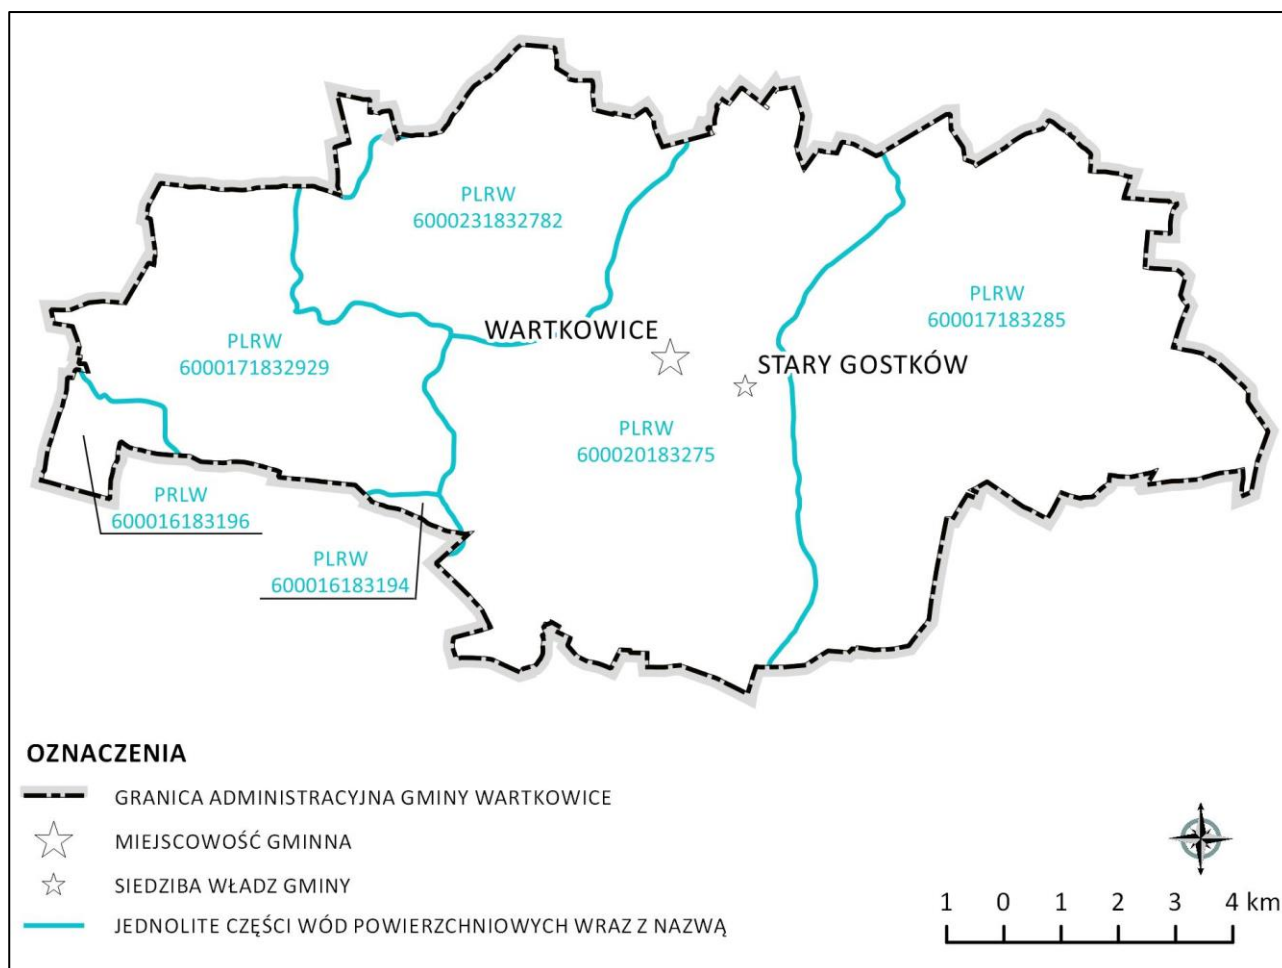 PLRW
6000231832782
PLRW
600017183285
WARTKOWICE
PLRW
6000171832929
STARY GOSTKÓW
PLRW
600020183275
PRLW
600016183196
PLRW
600016183194
OZNACZENIA
GRANICA ADMINISTRACYJNA GMINY WARTKOWICE
MIEJSCOWOŚĆ GMINNA
SIEDZIBA WŁADZ GMINY
JEDNOLITE CZĘŚCI WÓD POWIERZCHNIOWYCH WRAZ Z NAZWĄ
1 0 1 2 3 4 km